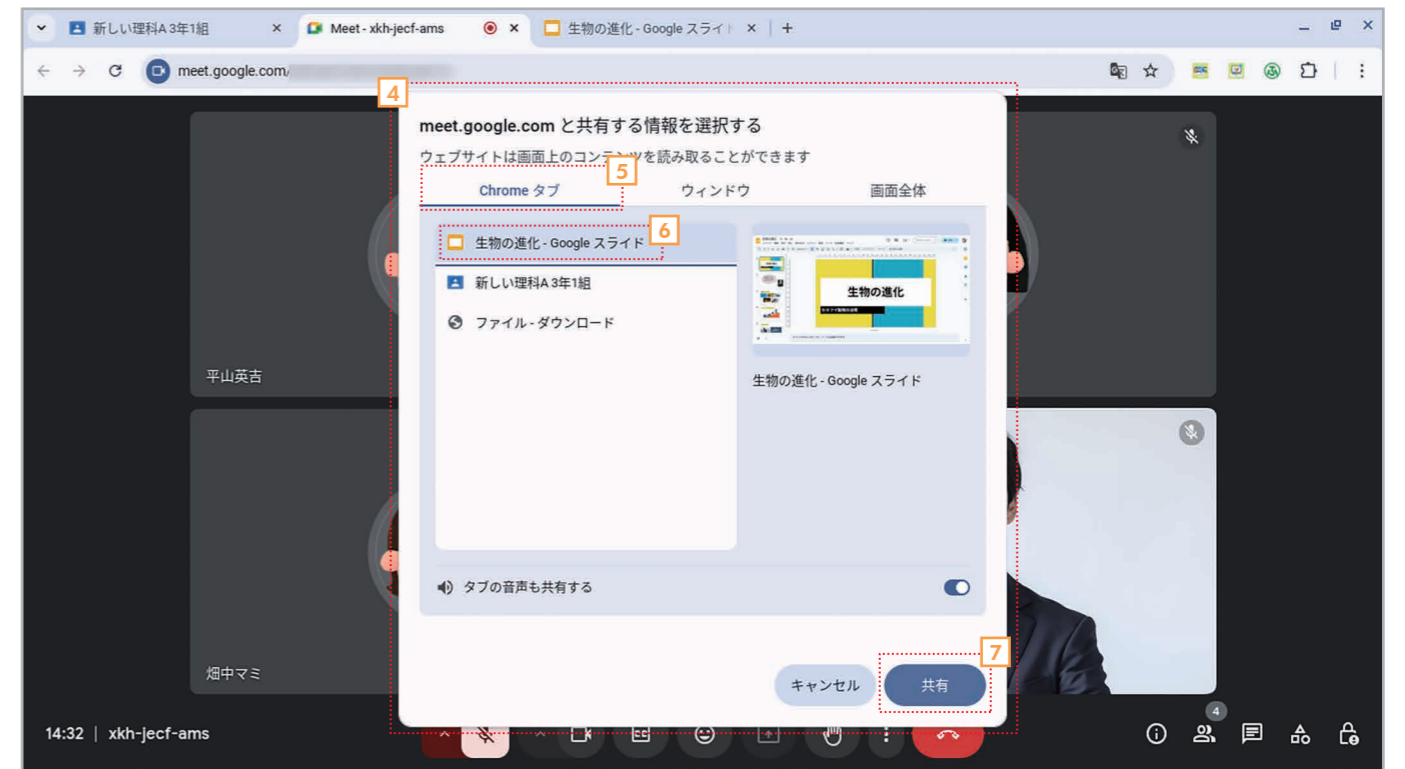 新しい理科A 3年1組
Meet - xkh-jecf-ams
生物の進化 - Google スライド
meet.google.com/
4
meet.google.com と共有する情報を選択する
ウェブサイトは画面上のコンテンツを読み取ることができます
5
Chrome タブ
ウィンドウ
画面全体
6
生物の進化 - Google スライド
新しい理科A 3年1組
ファイル - ダウンロード
生物の進化
生物の進化 - Google スライド
平山英吉
タブの音声も共有する
畑中マミ
7
キャンセル
共有
4
14:32 | xkh-jecf-ams